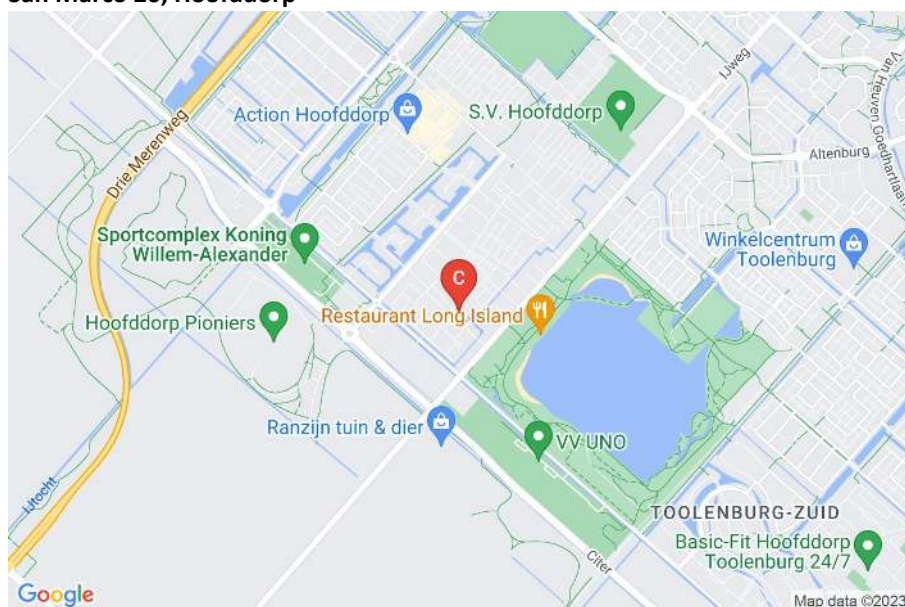 Drie Merenweg
Action Hoofddorp
S.V. Hoofddorp
IJweg
Van Heuven Goedhartlaan
Altenburg
Sportcomplex Koning
Willem-Alexander
Winkelcentrum
Toolenburg
C
Hoofddorp Pioniers
Restaurant Long Island
Ranzijn tuin & dier
VV UNO
IJtocht
TOOLENBURG-ZUID
Basic-Fit Hoofddorp
Toolenburg 24/7
Citer
Google
Map data ©2023